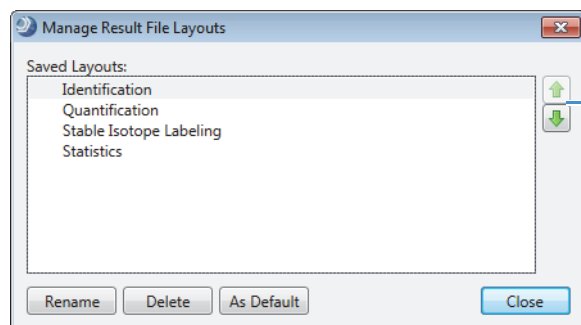 Manage Result File Layouts
Saved Layouts:
Identification
Quantification
Stable Isotope Labeling
Statistics
Rename Delete As Default Close